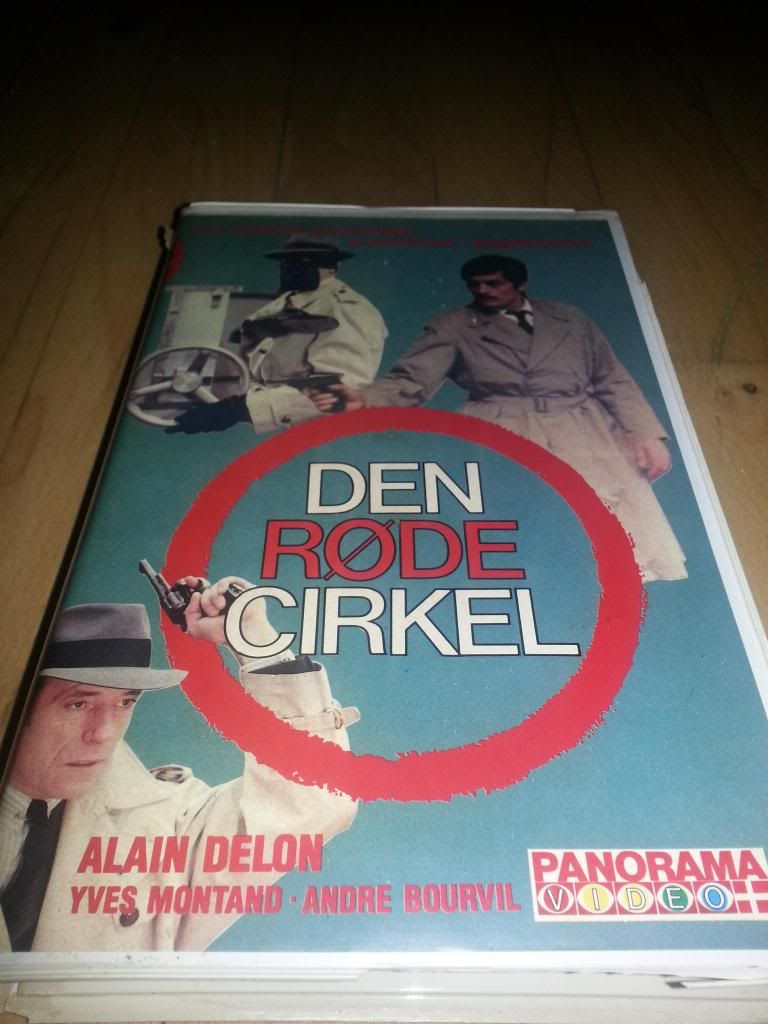 DEN
RØDE
CIRKEL
ALAIN DELON
YVES MONTAND · ANDRE BOURVIL
PANORAMA
VIDEO